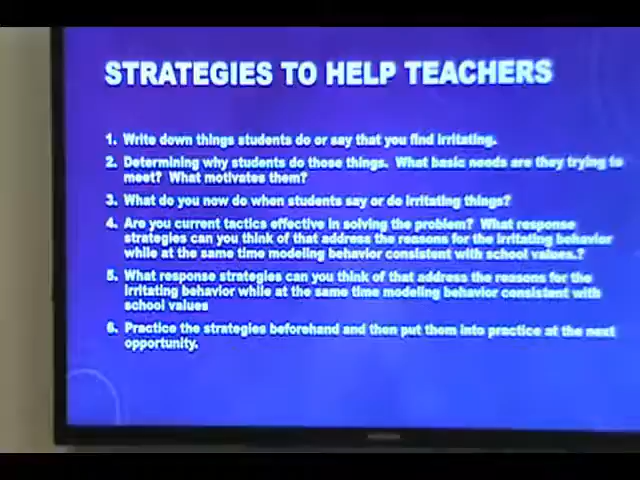 STRATEGIES TO HELP TEACHERS
1. Write down things students do or say that you find irritating.
2. Determining why students do those things. What basic needs are they trying to
meet? What motivates them?
3. What do you now do when students say or do irritating things?
4. Are you current tactics effective in solving the problem? What response
strategies can you think of that address the reasons for the irritating behavior
while at the same time modeling behavior consistent with school values.?
5. What response strategies can you think of that address the reasons for the
irritating behavior while at the same time modeling behavior consistent with
school values
6. Practice the strategies beforehand and then put them into practice at the next
opportunity.